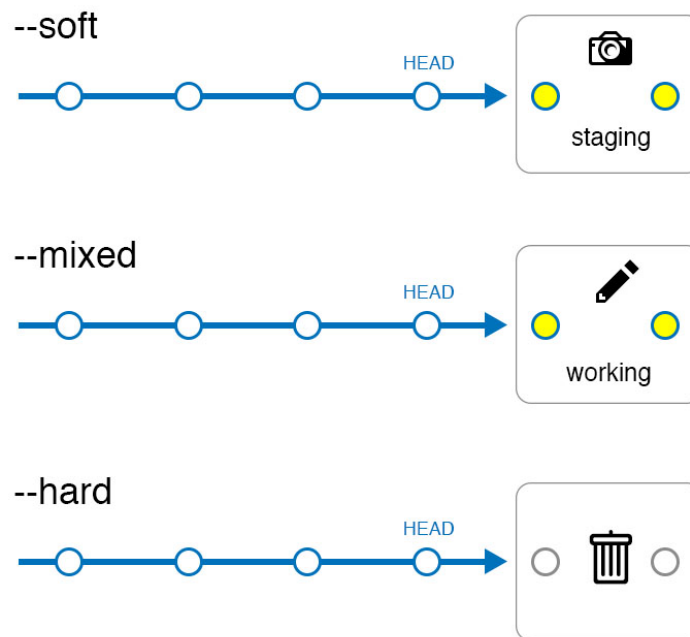 --soft
HEAD
staging
--mixed
HEAD
working
--hard
HEAD